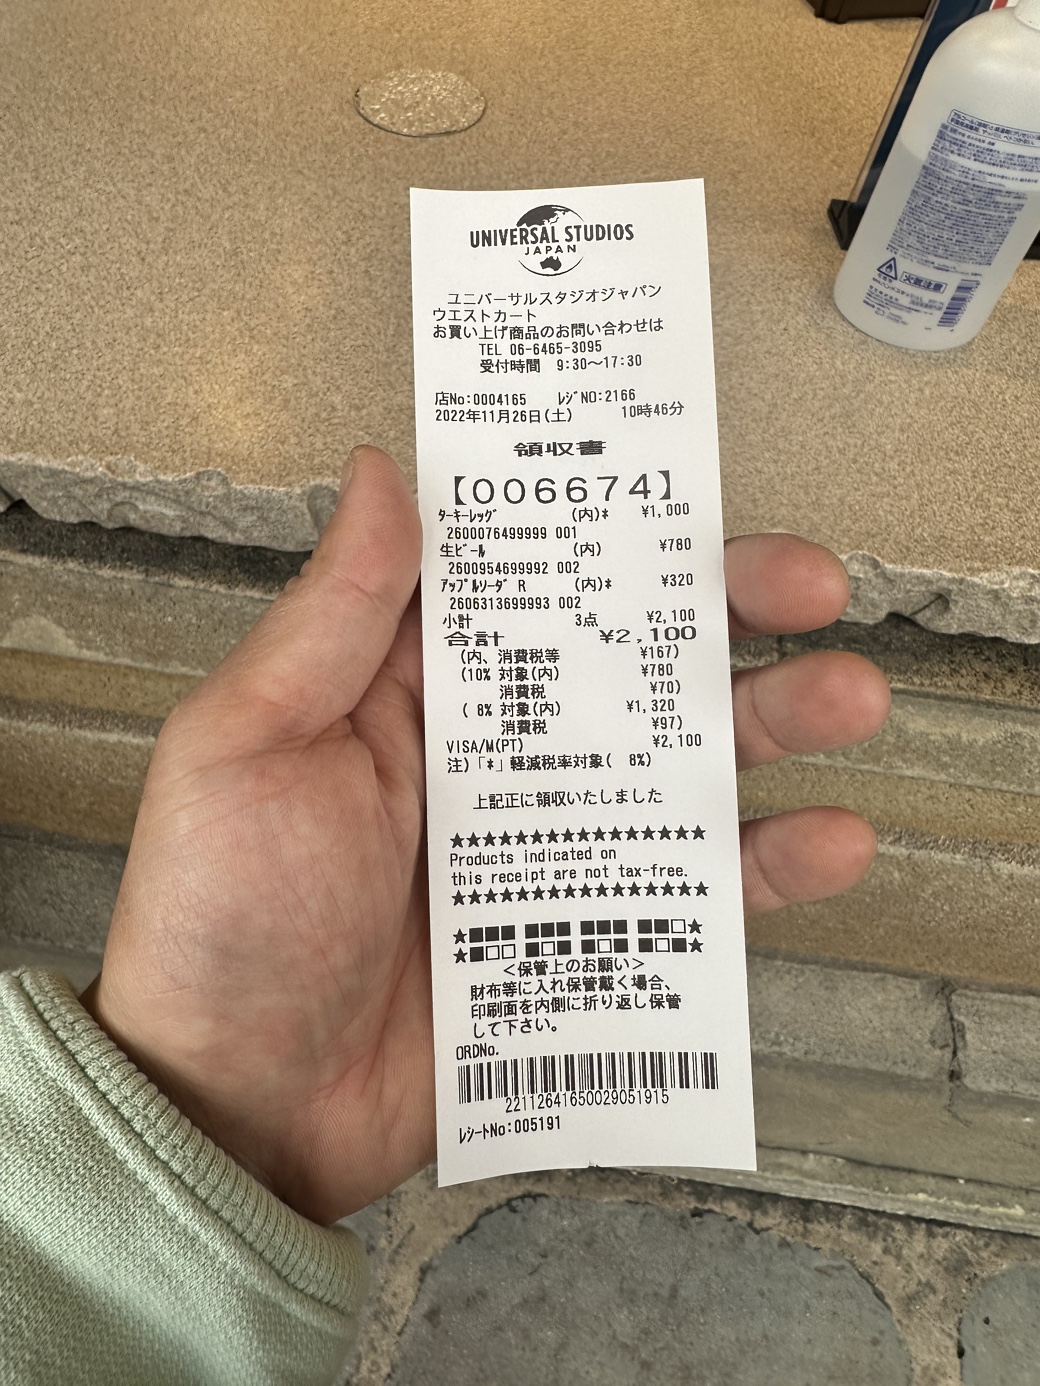 UNIVERSAL STUDIOS
JAPAN
ユニバーサルスタジオジャパン
ウエストカート
お買い上げ商品のお問い合わせは
TEL 06-6465-3095
受付時間 9:30〜17:30
店No:0004165 ﾚｼﾞNO:2166
2022年11月26日(土) 10時46分
領収書
【006674】
ﾀｰｷｰﾚｯｸﾞ (内)* ¥1,000
2600076499999 001
生ﾋﾞｰﾙ (内) ¥780
2600954699992 002
ｱｯﾌﾟﾙｿｰﾀﾞ R (内)* ¥320
2606313699993 002
小計 3点 ¥2,100
合計 ¥2,100
(内、消費税等 ¥167)
(10% 対象(内) ¥780
消費税 ¥70)
( 8% 対象(内) ¥1,320
消費税 ¥97)
VISA/M(PT) ¥2,100
注)「*」軽減税率対象( 8%)
上記正に領収いたしました
★★★★★★★★★★★★★★★★
Products indicated on
this receipt are not tax-free.
★★★★★★★★★★★★★★★★
★■■■ ■■■ ■■■ ■■□★
★■□□ ■□■ ■□■ ■□■★
<保管上のお願い>
財布等に入れ保管戴く場合、
印刷面を内側に折り返し保管
して下さい。
ORDNo.
2211264165002905 1915
ﾚｼｰﾄNo:005191
火気注意